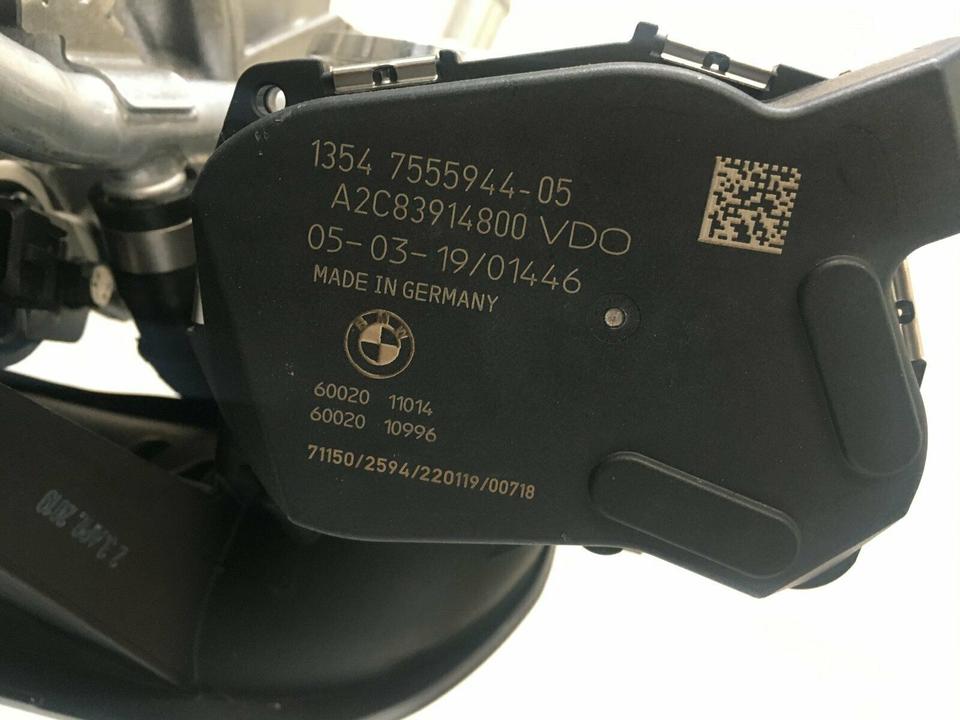 1354 7555944-05
A2C83914800 VDO
05-03-19/01446
MADE IN GERMANY
BMW
60020 11014
60020 10996
71150/2594/220119/00718